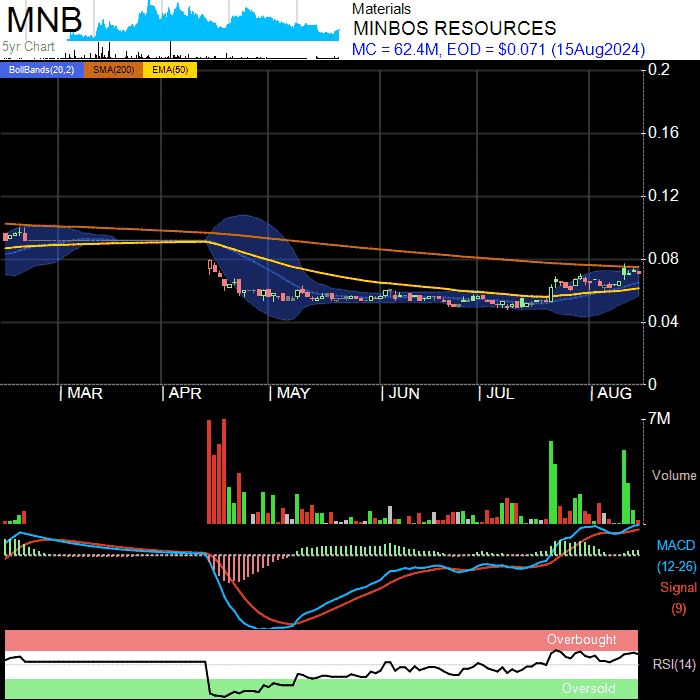 MNB
5yr Chart
Materials
MINBOS RESOURCES
MC = 62.4M, EOD = $0.071 (15Aug2024)
BollBands(20,2) SMA(200) EMA(50)
0.2
0.16
0.12
0.08
0.04
0
MAR APR MAY JUN JUL AUG
7M
Volume
MACD
(12-26)
Signal
(9)
Overbought
RSI(14)
Oversold